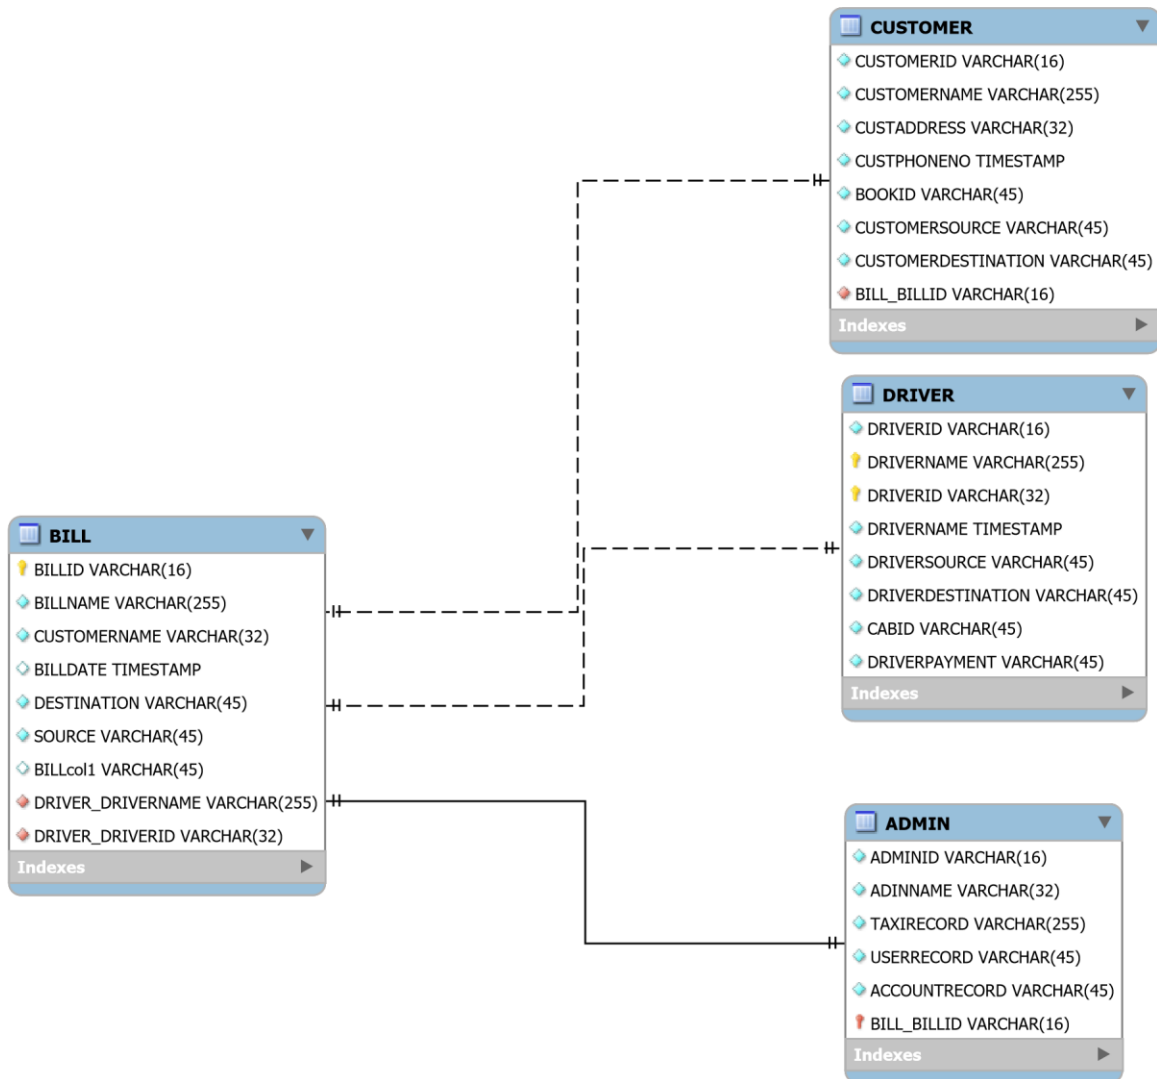 CUSTOMER
CUSTOMERID VARCHAR(16)
CUSTOMERNAME VARCHAR(255)
CUSTADDRESS VARCHAR(32)
CUSTPHONENO TIMESTAMP
BOOKID VARCHAR(45)
CUSTOMERSOURCE VARCHAR(45)
CUSTOMERDESTINATION VARCHAR(45)
BILL_BILLID VARCHAR(16)
Indexes
DRIVER
DRIVERID VARCHAR(16)
DRIVERNAME VARCHAR(255)
DRIVERID VARCHAR(32)
DRIVERNAME TIMESTAMP
DRIVERSOURCE VARCHAR(45)
DRIVERDESTINATION VARCHAR(45)
CABID VARCHAR(45)
DRIVERPAYMENT VARCHAR(45)
Indexes
BILL
BILLID VARCHAR(16)
BILLNAME VARCHAR(255)
CUSTOMERNAME VARCHAR(32)
BILLDATE TIMESTAMP
DESTINATION VARCHAR(45)
SOURCE VARCHAR(45)
BILLcol1 VARCHAR(45)
DRIVER_DRIVERNAME VARCHAR(255)
DRIVER_DRIVERID VARCHAR(32)
Indexes
ADMIN
ADMINID VARCHAR(16)
ADINNAME VARCHAR(32)
TAXIRECORD VARCHAR(255)
USERRECORD VARCHAR(45)
ACCOUNTRECORD VARCHAR(45)
BILL_BILLID VARCHAR(16)
Indexes